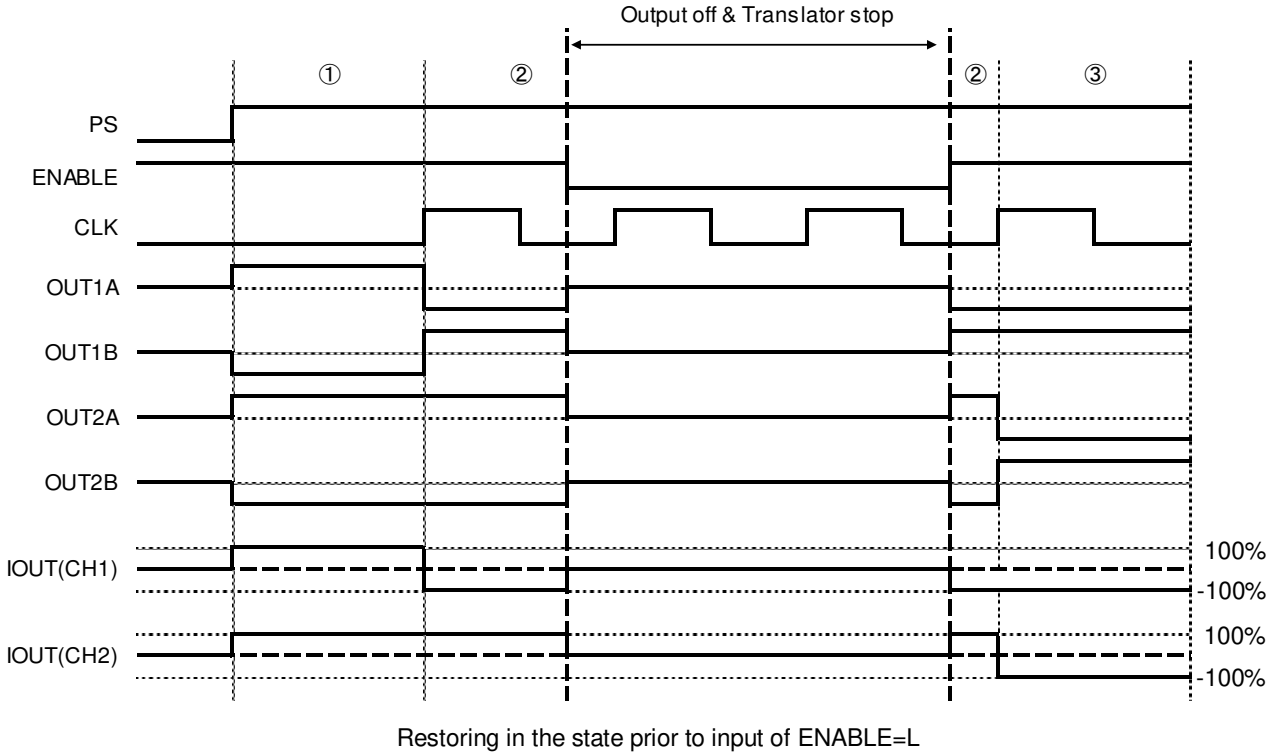 Output off & Translator stop
① ② ② ③
PS
ENABLE
CLK
OUT1A
OUT1B
OUT2A
OUT2B
100%
IOUT(CH1)
-100%
100%
IOUT(CH2)
-100%
Restoring in the state prior to input of ENABLE=L